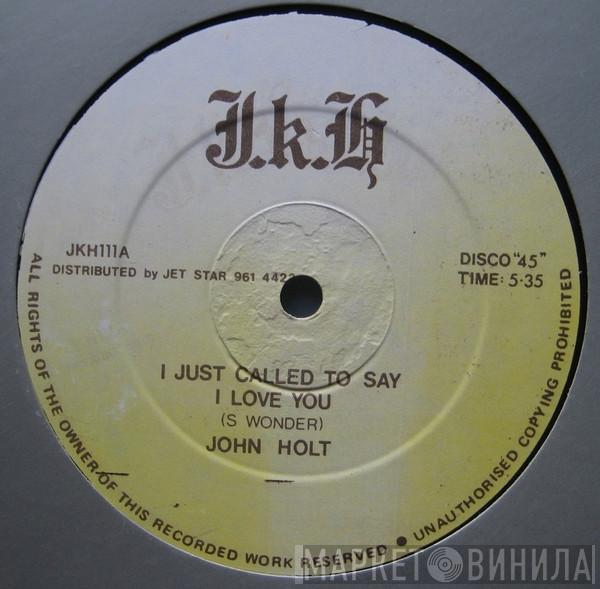 J.k.H
JKH111A
DISTRIBUTED by JET STAR 961 4422
DISCO "45"
TIME: 5·35
I JUST CALLED TO SAY
I LOVE YOU
(S WONDER)
JOHN HOLT
ALL RIGHTS OF THE OWNER OF THIS RECORDED WORK RESERVED ● UNAUTHORISED COPYING PROHIBITED
МАРКЕТ ВИНИЛА